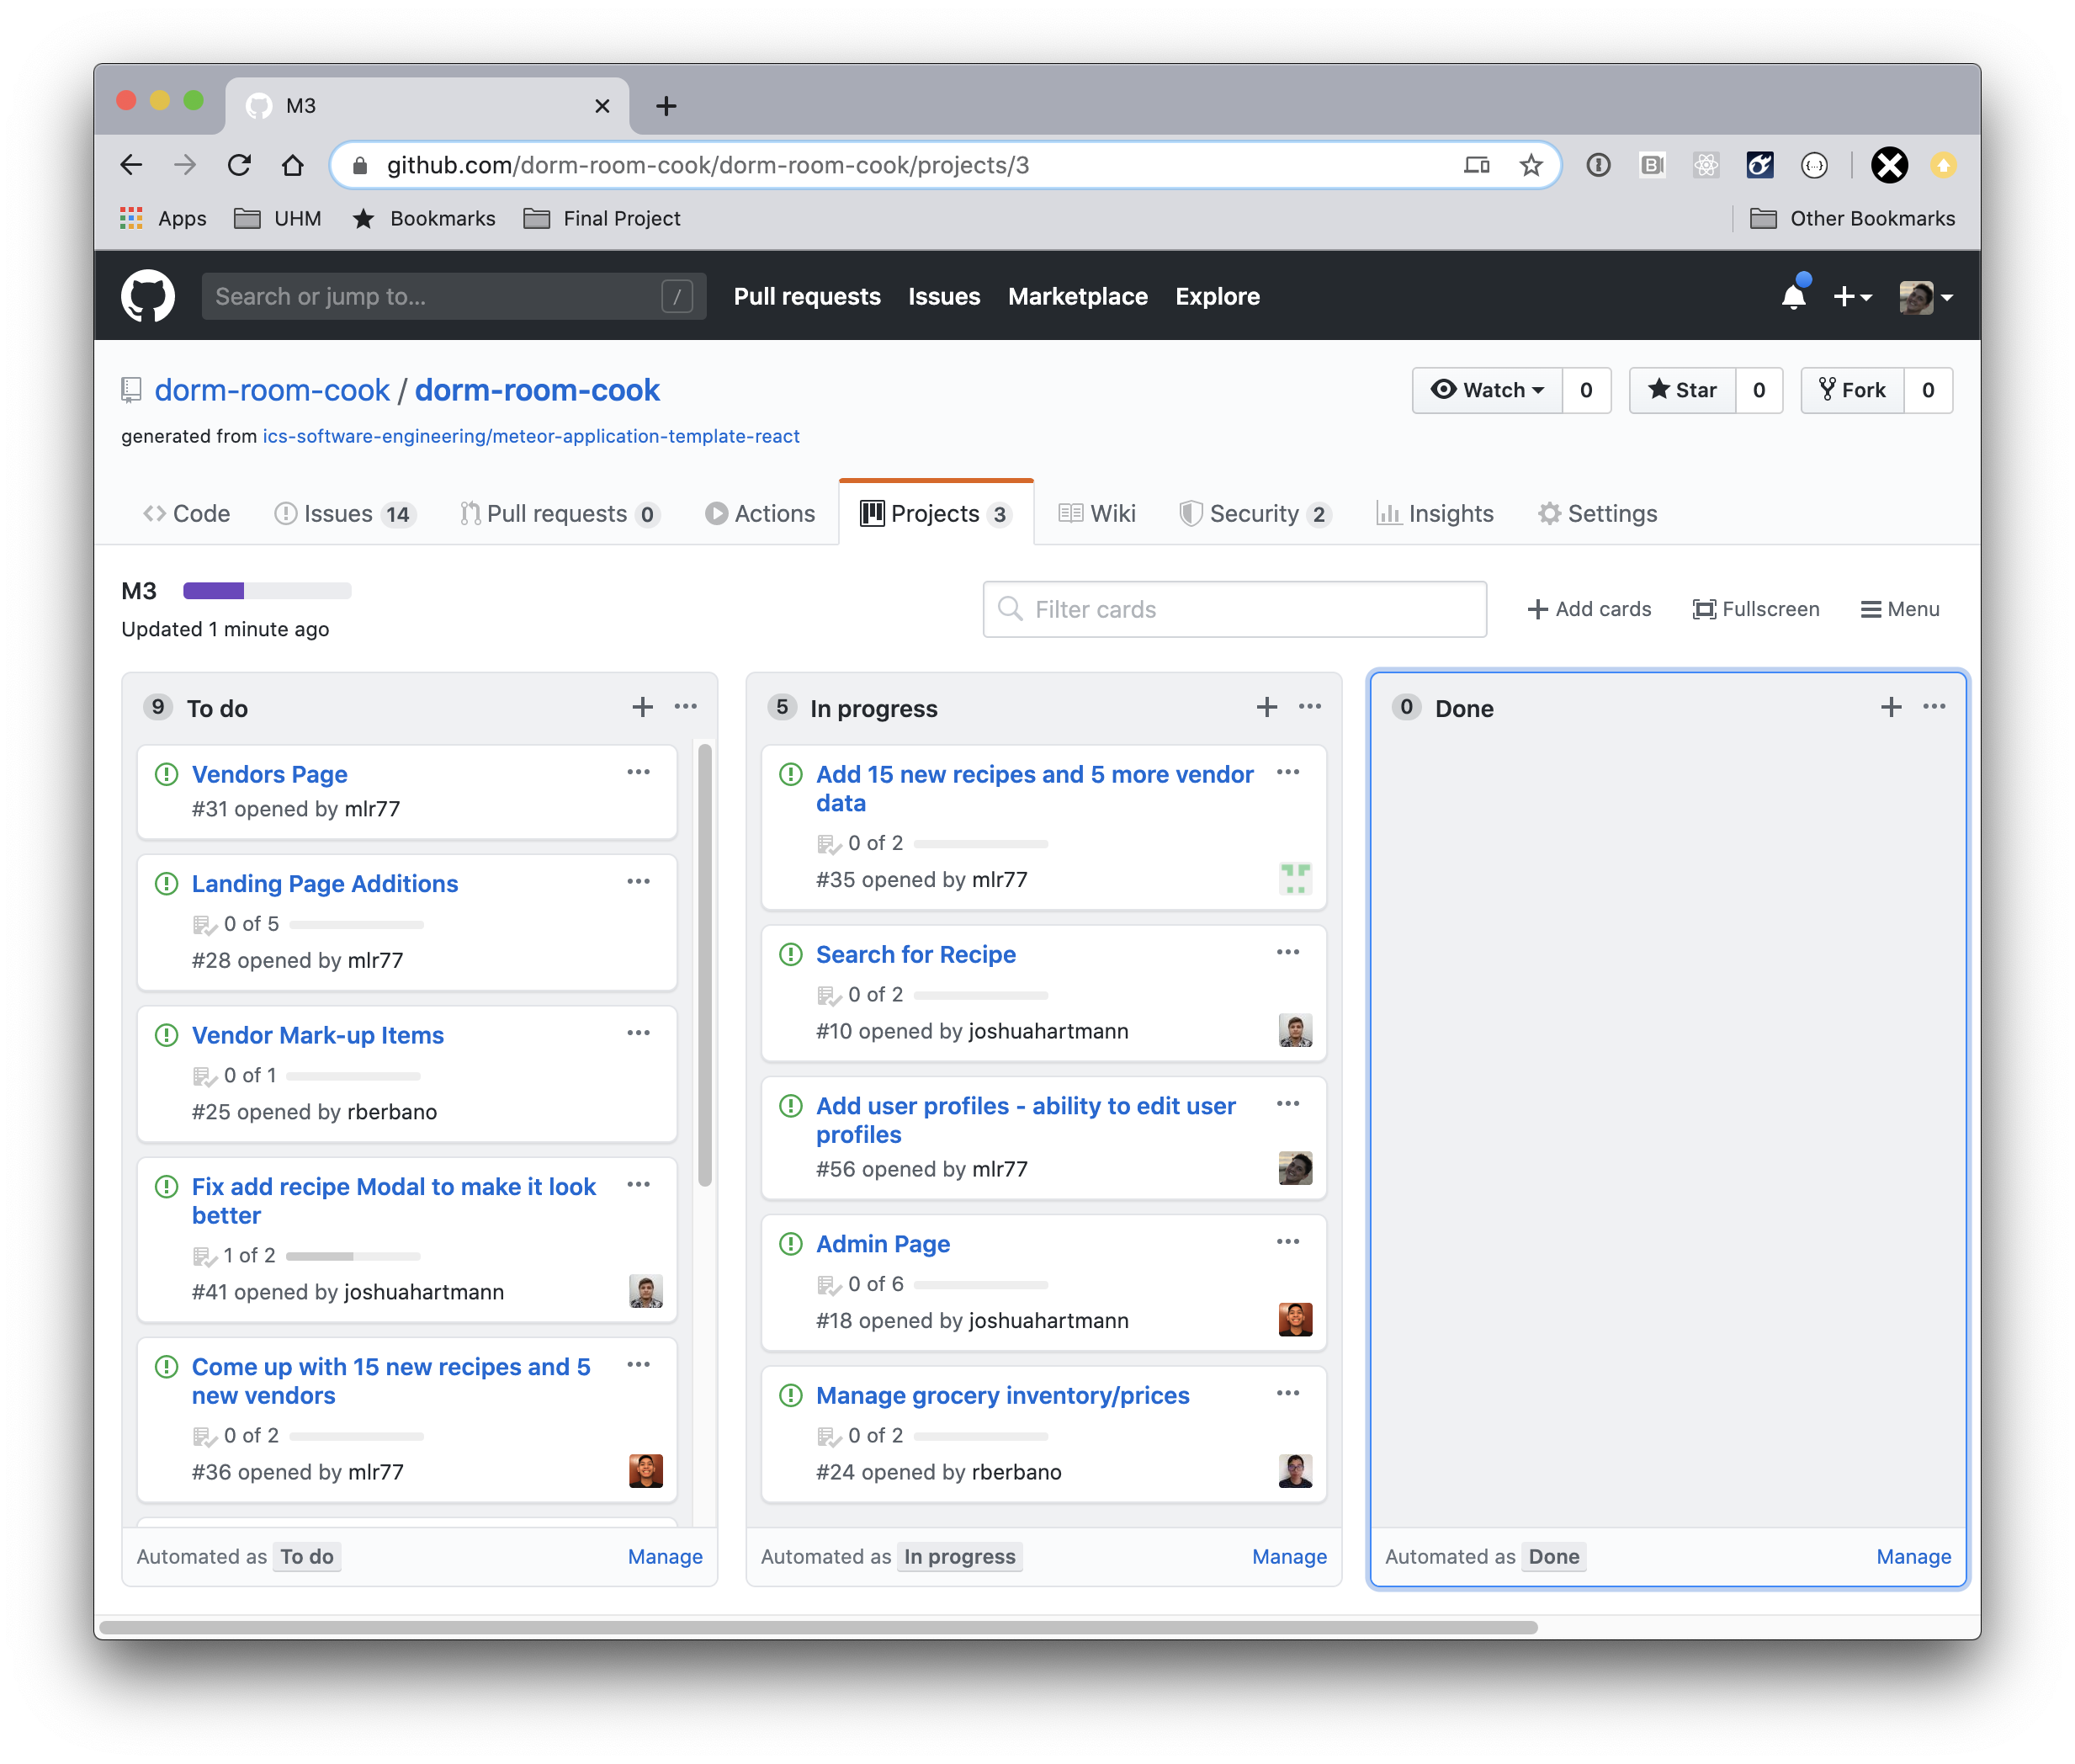 M3
github.com/dorm-room-cook/dorm-room-cook/projects/3
Apps UHM Bookmarks Final Project Other Bookmarks
Search or jump to... / Pull requests Issues Marketplace Explore
dorm-room-cook / dorm-room-cook Watch 0 Star 0 Fork 0
generated from ics-software-engineering/meteor-application-template-react
Code Issues 14 Pull requests 0 Actions Projects 3 Wiki Security 2 Insights Settings
M3
Updated 1 minute ago
Filter cards Add cards Fullscreen Menu
9 To do
Vendors Page
#31 opened by mlr77
Landing Page Additions
0 of 5
#28 opened by mlr77
Vendor Mark-up Items
0 of 1
#25 opened by rberbano
Fix add recipe Modal to make it look
better
1 of 2
#41 opened by joshuahartmann
Come up with 15 new recipes and 5
new vendors
0 of 2
#36 opened by mlr77
Automated as To do Manage
5 In progress
Add 15 new recipes and 5 more vendor
data
0 of 2
#35 opened by mlr77
Search for Recipe
0 of 2
#10 opened by joshuahartmann
Add user profiles - ability to edit user
profiles
#56 opened by mlr77
Admin Page
0 of 6
#18 opened by joshuahartmann
Manage grocery inventory/prices
0 of 2
#24 opened by rberbano
Automated as In progress Manage
0 Done
Automated as Done Manage